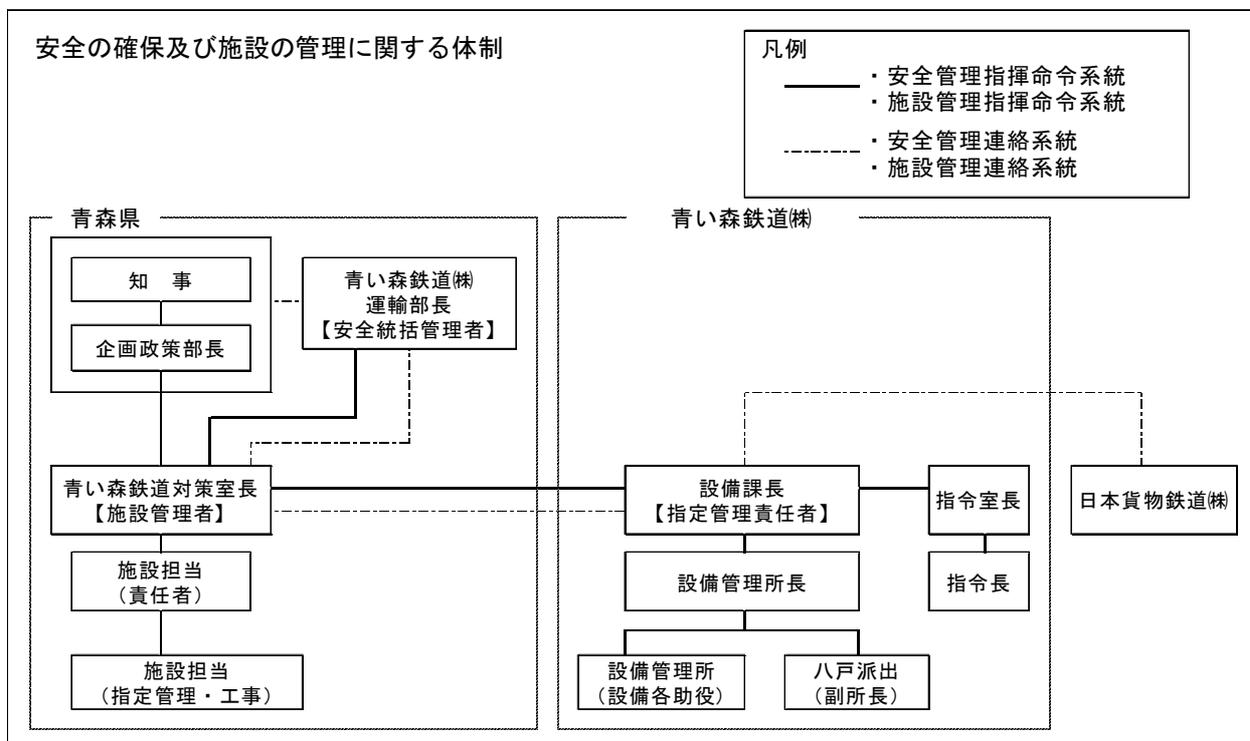 安全の確保及び施設の管理に関する体制
凡例
・安全管理指揮命令系統
・施設管理指揮命令系統
・安全管理連絡系統
・施設管理連絡系統
青森県
知　事
企画政策部長
青い森鉄道㈱
運輸部長
【安全統括管理者】
青い森鉄道対策室長
【施設管理者】
施設担当
（責任者）
施設担当
（指定管理・工事）
青い森鉄道㈱
設備課長
【指定管理責任者】
指令室長
指令長
設備管理所長
設備管理所
（設備各助役）
八戸派出
（副所長）
日本貨物鉄道㈱